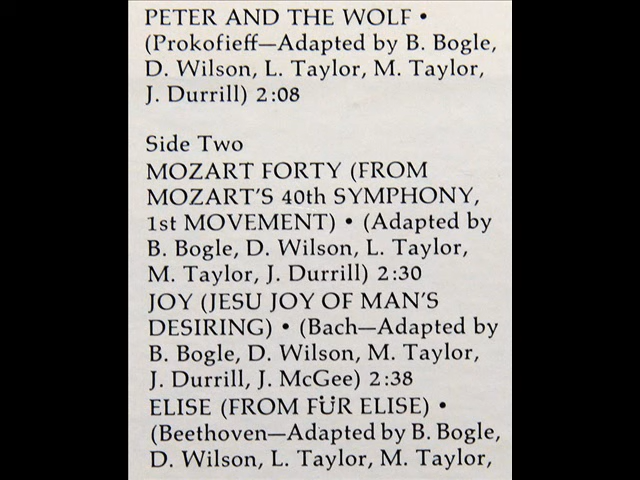 PETER AND THE WOLF •
(Prokofieff—Adapted by B. Bogle,
D. Wilson, L. Taylor, M. Taylor,
J. Durrill) 2:08
Side Two
MOZART FORTY (FROM
MOZART'S 40th SYMPHONY,
1st MOVEMENT) • (Adapted by
B. Bogle, D. Wilson, L. Taylor,
M. Taylor, J. Durrill) 2:30
JOY (JESU JOY OF MAN'S
DESIRING) • (Bach—Adapted by
B. Bogle, D. Wilson, M. Taylor,
J. Durrill, J. McGee) 2:38
ELISE (FROM FÜR ELISE) •
(Beethoven—Adapted by B. Bogle,
D. Wilson, L. Taylor, M. Taylor,